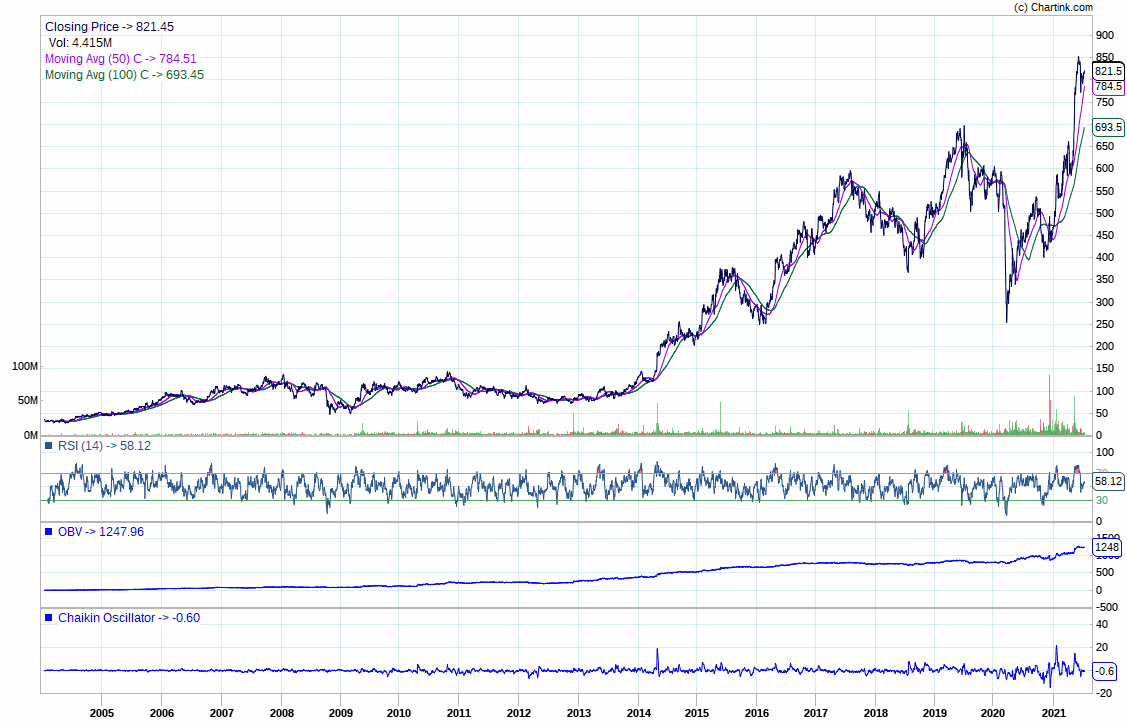 (c) Chartink.com
Closing Price -> 821.45
Vol: 4.415M
Moving Avg (50) C -> 784.51
Moving Avg (100) C -> 693.45
900
850
821.5
784.5
750
693.5
650
600
550
500
450
400
350
300
250
200
150
100
50
0
100M
50M
0M
RSI (14) -> 58.12
100
70
58.12
30
0
OBV -> 1247.96
1500
1248
1000
500
0
-500
Chaikin Oscillator -> -0.60
40
20
-0.6
-20
2005 2006 2007 2008 2009 2010 2011 2012 2013 2014 2015 2016 2017 2018 2019 2020 2021